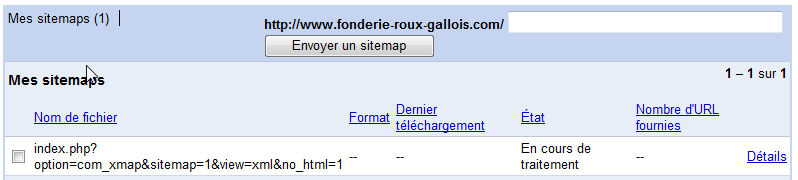 Mes sitemaps (1)
http://www.fonderie-roux-gallois.com/
Envoyer un sitemap
Mes sitemaps
1 – 1 sur 1
Nom de fichier Format Dernier téléchargement État Nombre d'URL fournies
index.php?
option=com_xmap&sitemap=1&view=xml&no_html=1 -- -- En cours de traitement -- Détails